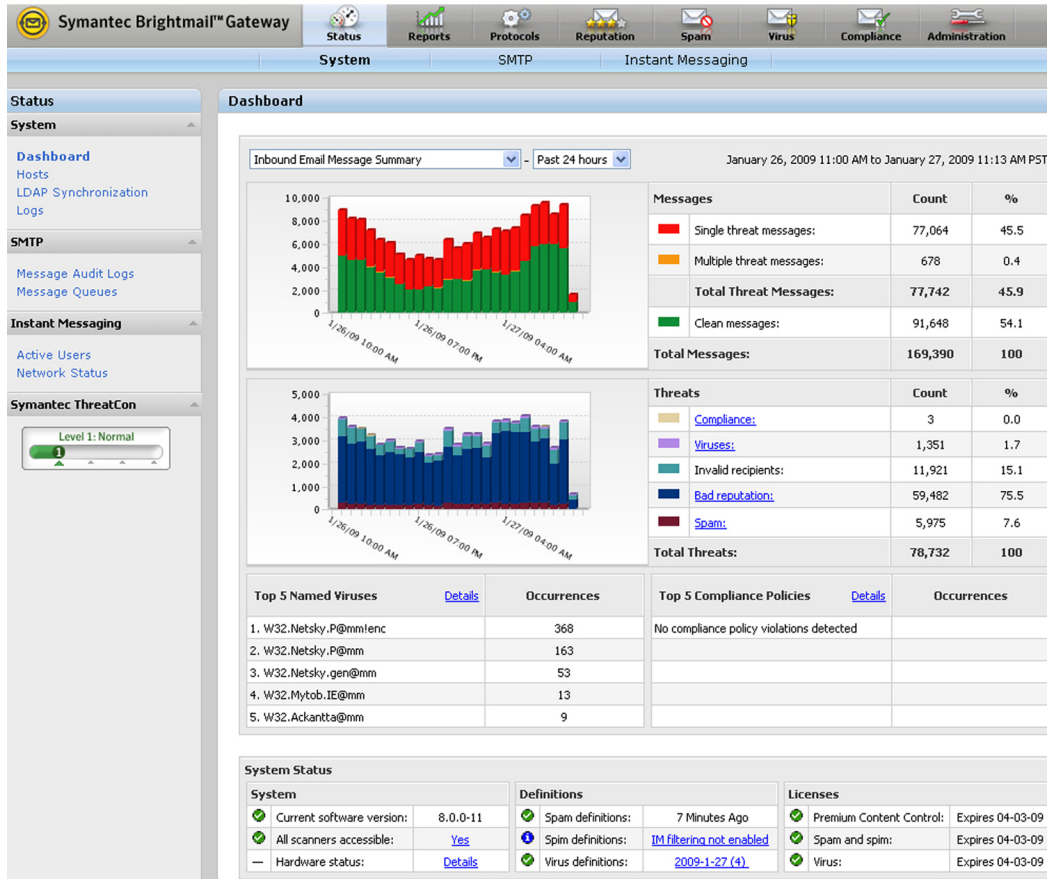 Symantec Brightmail™ Gateway
Status Reports Protocols Reputation Spam Virus Compliance Administration
System SMTP Instant Messaging
Status
System
Dashboard
Hosts
LDAP Synchronization
Logs
SMTP
Message Audit Logs
Message Queues
Instant Messaging
Active Users
Network Status
Symantec ThreatCon
Level 1: Normal
1
Dashboard
Inbound Email Message Summary - Past 24 hours January 26, 2009 11:00 AM to January 27, 2009 11:13 AM PST
10,000
8,000
6,000
4,000
2,000
0
1/26/09 10:00 AM 1/26/09 07:00 PM 1/27/09 04:00 AM
Messages Count %
Single threat messages: 77,064 45.5
Multiple threat messages: 678 0.4
Total Threat Messages: 77,742 45.9
Clean messages: 91,648 54.1
Total Messages: 169,390 100
5,000
4,000
3,000
2,000
1,000
0
1/26/09 10:00 AM 1/26/09 07:00 PM 1/27/09 04:00 AM
Threats Count %
Compliance: 3 0.0
Viruses: 1,351 1.7
Invalid recipients: 11,921 15.1
Bad reputation: 59,482 75.5
Spam: 5,975 7.6
Total Threats: 78,732 100
Top 5 Named Viruses Details Occurrences
1. W32.Netsky.P@mm!enc 368
2. W32.Netsky.P@mm 163
3. W32.Netsky.gen@mm 53
4. W32.Mytob.IE@mm 13
5. W32.Ackantta@mm 9
Top 5 Compliance Policies Details Occurrences
No compliance policy violations detected
System Status
System
Current software version: 8.0.0-11
All scanners accessible: Yes
Hardware status: Details
Definitions
Spam definitions: 7 Minutes Ago
Spim definitions: IM filtering not enabled
Virus definitions: 2009-1-27 (4)
Licenses
Premium Content Control: Expires 04-03-09
Spam and spim: Expires 04-03-09
Virus: Expires 04-03-09